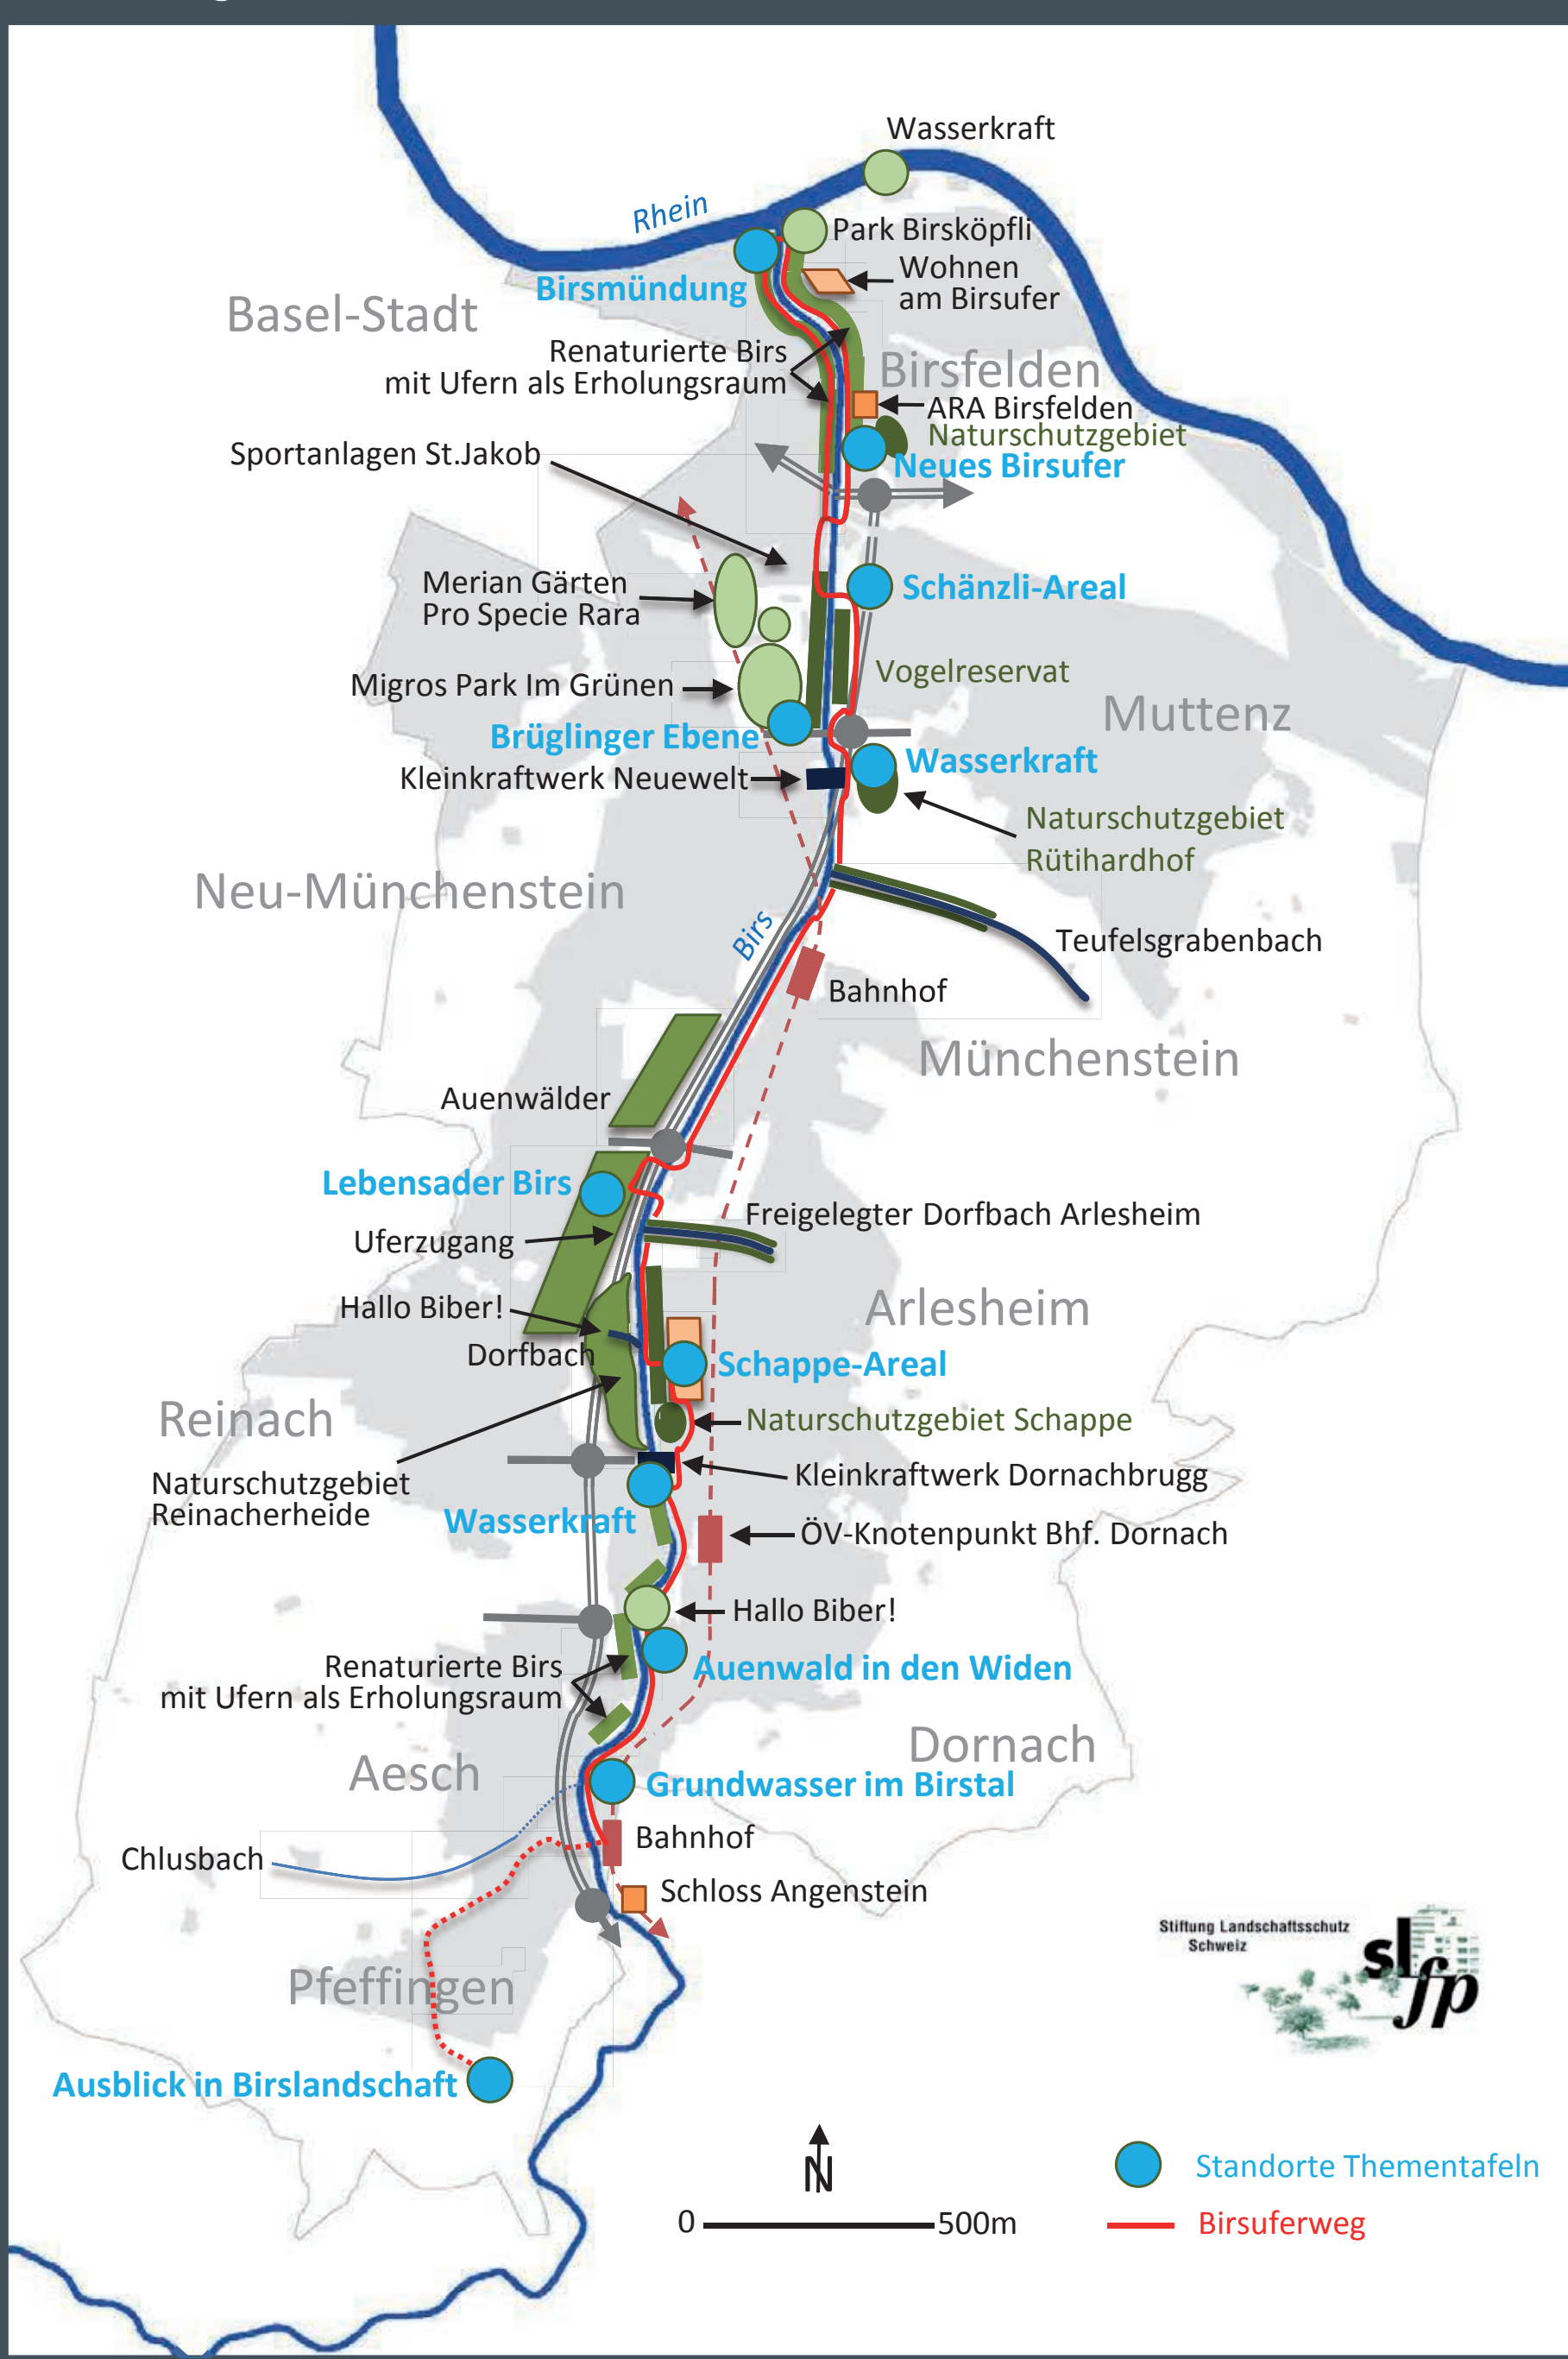 Wasserkraft
Rhein
Park Birsköpfli
Wohnen
am Birsufer
Birsmündung
Basel-Stadt
Renaturierte Birs
mit Ufern als Erholungsraum
Birsfelden
ARA Birsfelden
Naturschutzgebiet
Neues Birsufer
Sportanlagen St.Jakob
Merian Gärten
Pro Specie Rara
Schänzli-Areal
Vogelreservat
Migros Park Im Grünen
Muttenz
Brüglinger Ebene
Wasserkraft
Kleinkraftwerk Neuewelt
Naturschutzgebiet
Rütihardhof
Neu-Münchenstein
Birs
Teufelsgrabenbach
Bahnhof
Münchenstein
Auenwälder
Lebensader Birs
Freigelegter Dorfbach Arlesheim
Uferzugang
Hallo Biber!
Arlesheim
Dorfbach
Schappe-Areal
Reinach
Naturschutzgebiet Schappe
Naturschutzgebiet
Reinacherheide
Kleinkraftwerk Dornachbrugg
Wasserkraft
ÖV-Knotenpunkt Bhf. Dornach
Hallo Biber!
Renaturierte Birs
mit Ufern als Erholungsraum
Auenwald in den Widen
Dornach
Aesch
Grundwasser im Birstal
Bahnhof
Chlusbach
Schloss Angenstein
Stiftung Landschaftsschutz
Schweiz
sl
fp
Pfeffingen
Ausblick in Birslandschaft
N
0 500m
Standorte Thementafeln
Birsuferweg